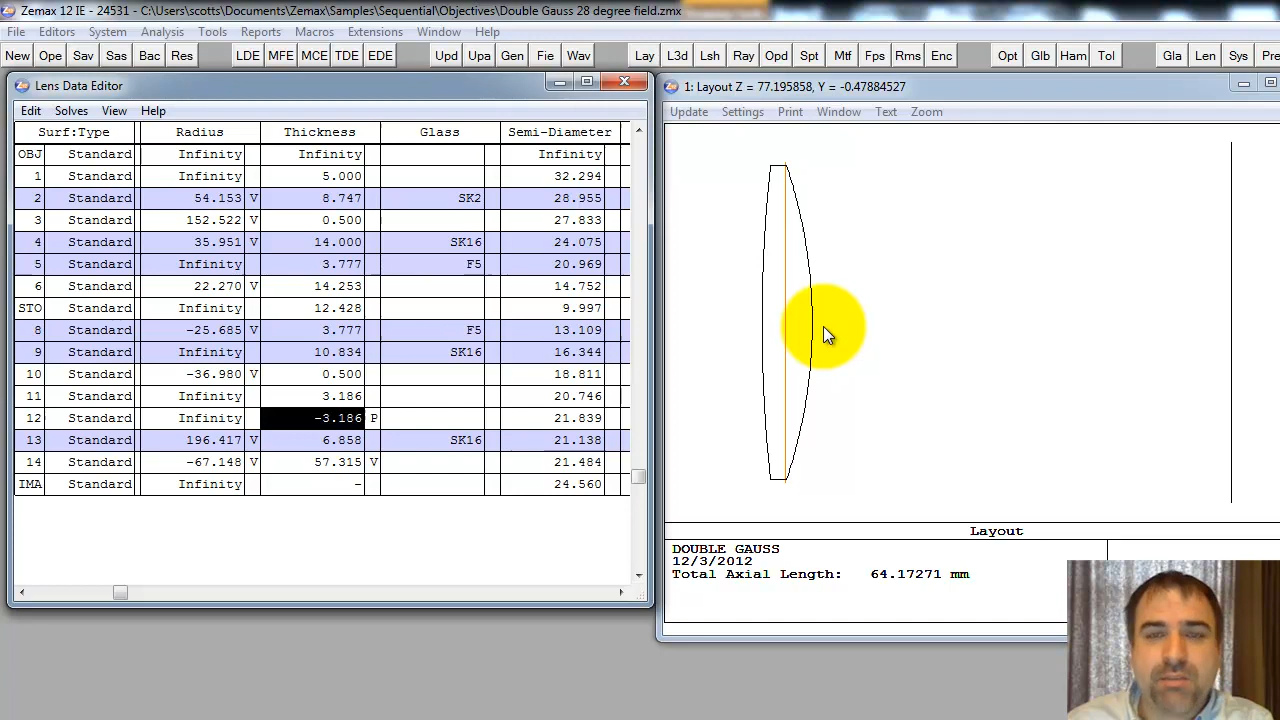 Zemax 12 IE - 24531 - C:\Users\scotts\Documents\Zemax\Samples\Sequential\Objectives\Double Gauss 28 degree field.zmx
File Editors System Analysis Tools Reports Macros Extensions Window Help
New Ope Sav Sas Bac Res LDE MFE MCE TDE EDE Upd Upa Gen Fie Wav Lay L3d Lsh Ray Opd Spt Mtf Fps Rms Enc Opt Glb Ham Tol Gla Len Sys Pre
Lens Data Editor
Edit Solves View Help
Surf:Type Radius Thickness Glass Semi-Diameter
OBJ Standard Infinity Infinity Infinity
1 Standard Infinity 5.000 32.294
2 Standard 54.153 V 8.747 SK2 28.955
3 Standard 152.522 V 0.500 27.833
4 Standard 35.951 V 14.000 SK16 24.075
5 Standard Infinity 3.777 F5 20.969
6 Standard 22.270 V 14.253 14.752
STO Standard Infinity 12.428 9.997
8 Standard -25.685 V 3.777 F5 13.109
9 Standard Infinity 10.834 SK16 16.344
10 Standard -36.980 V 0.500 18.811
11 Standard Infinity 3.186 20.746
12 Standard Infinity -3.186 P 21.839
13 Standard 196.417 V 6.858 SK16 21.138
14 Standard -67.148 V 57.315 V 21.484
IMA Standard Infinity - 24.560
1: Layout Z = 77.195858, Y = -0.47884527
Update Settings Print Window Text Zoom
Layout
DOUBLE GAUSS
12/3/2012
Total Axial Length: 64.17271 mm